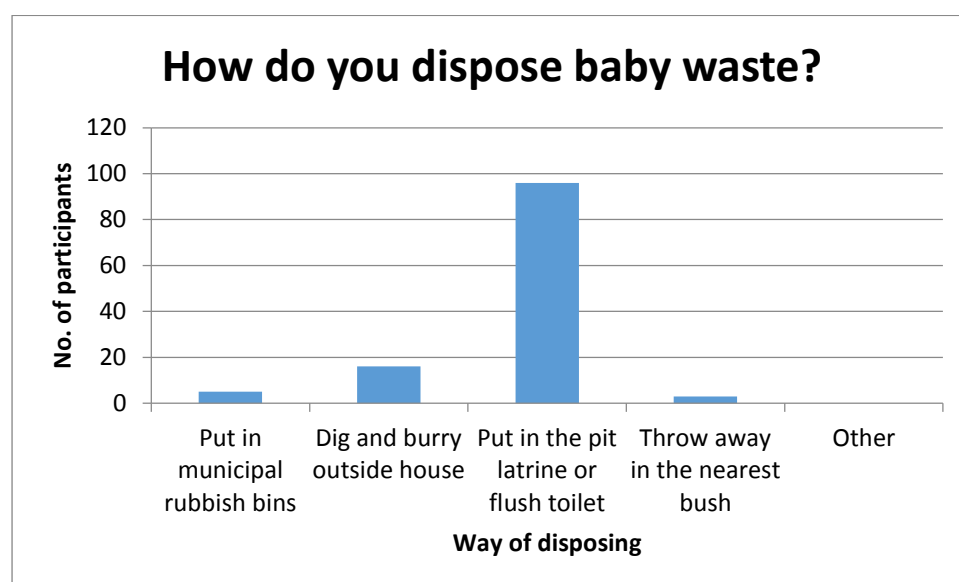 How do you dispose baby waste?
No. of participants
120
100
80
60
40
20
0
Put in
municipal
rubbish bins
Dig and burry
outside house
Put in the pit
latrine or
flush toilet
Throw away
in the nearest
bush
Other
Way of disposing